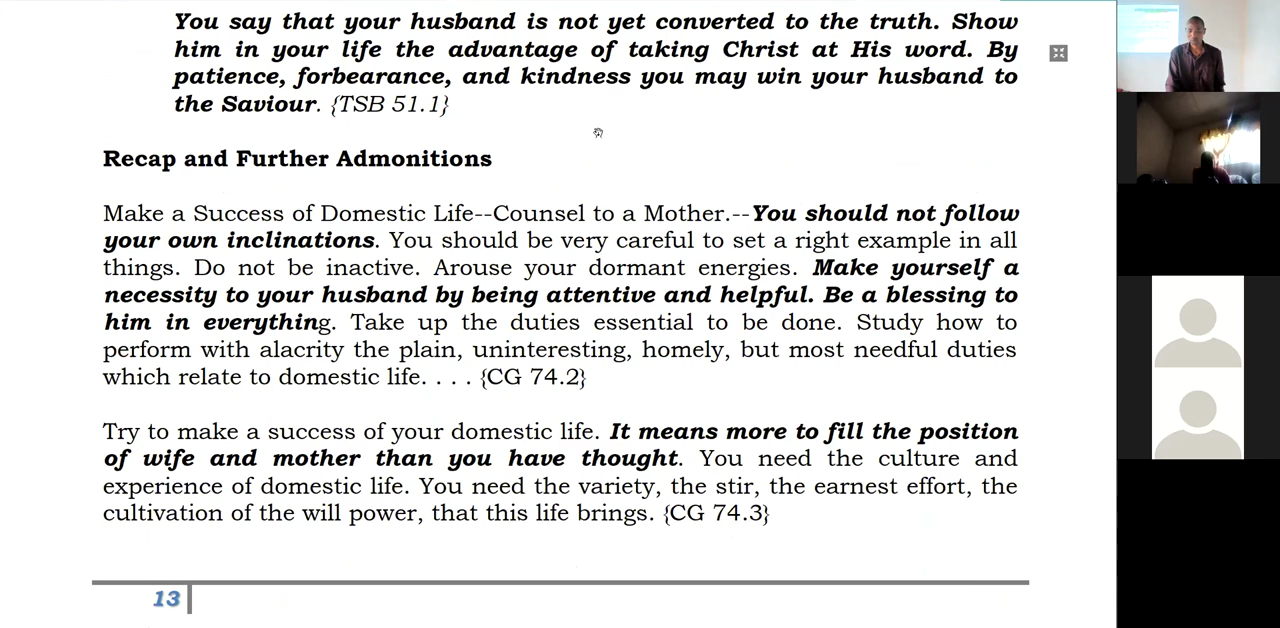 You say that your husband is not yet converted to the truth. Show
him in your life the advantage of taking Christ at His word. By
patience, forbearance, and kindness you may win your husband to
the Saviour. {TSB 51.1}
Recap and Further Admonitions
Make a Success of Domestic Life--Counsel to a Mother.--You should not follow
your own inclinations. You should be very careful to set a right example in all
things. Do not be inactive. Arouse your dormant energies. Make yourself a
necessity to your husband by being attentive and helpful. Be a blessing to
him in everything. Take up the duties essential to be done. Study how to
perform with alacrity the plain, uninteresting, homely, but most needful duties
which relate to domestic life. . . . {CG 74.2}
Try to make a success of your domestic life. It means more to fill the position
of wife and mother than you have thought. You need the culture and
experience of domestic life. You need the variety, the stir, the earnest effort, the
cultivation of the will power, that this life brings. {CG 74.3}
13